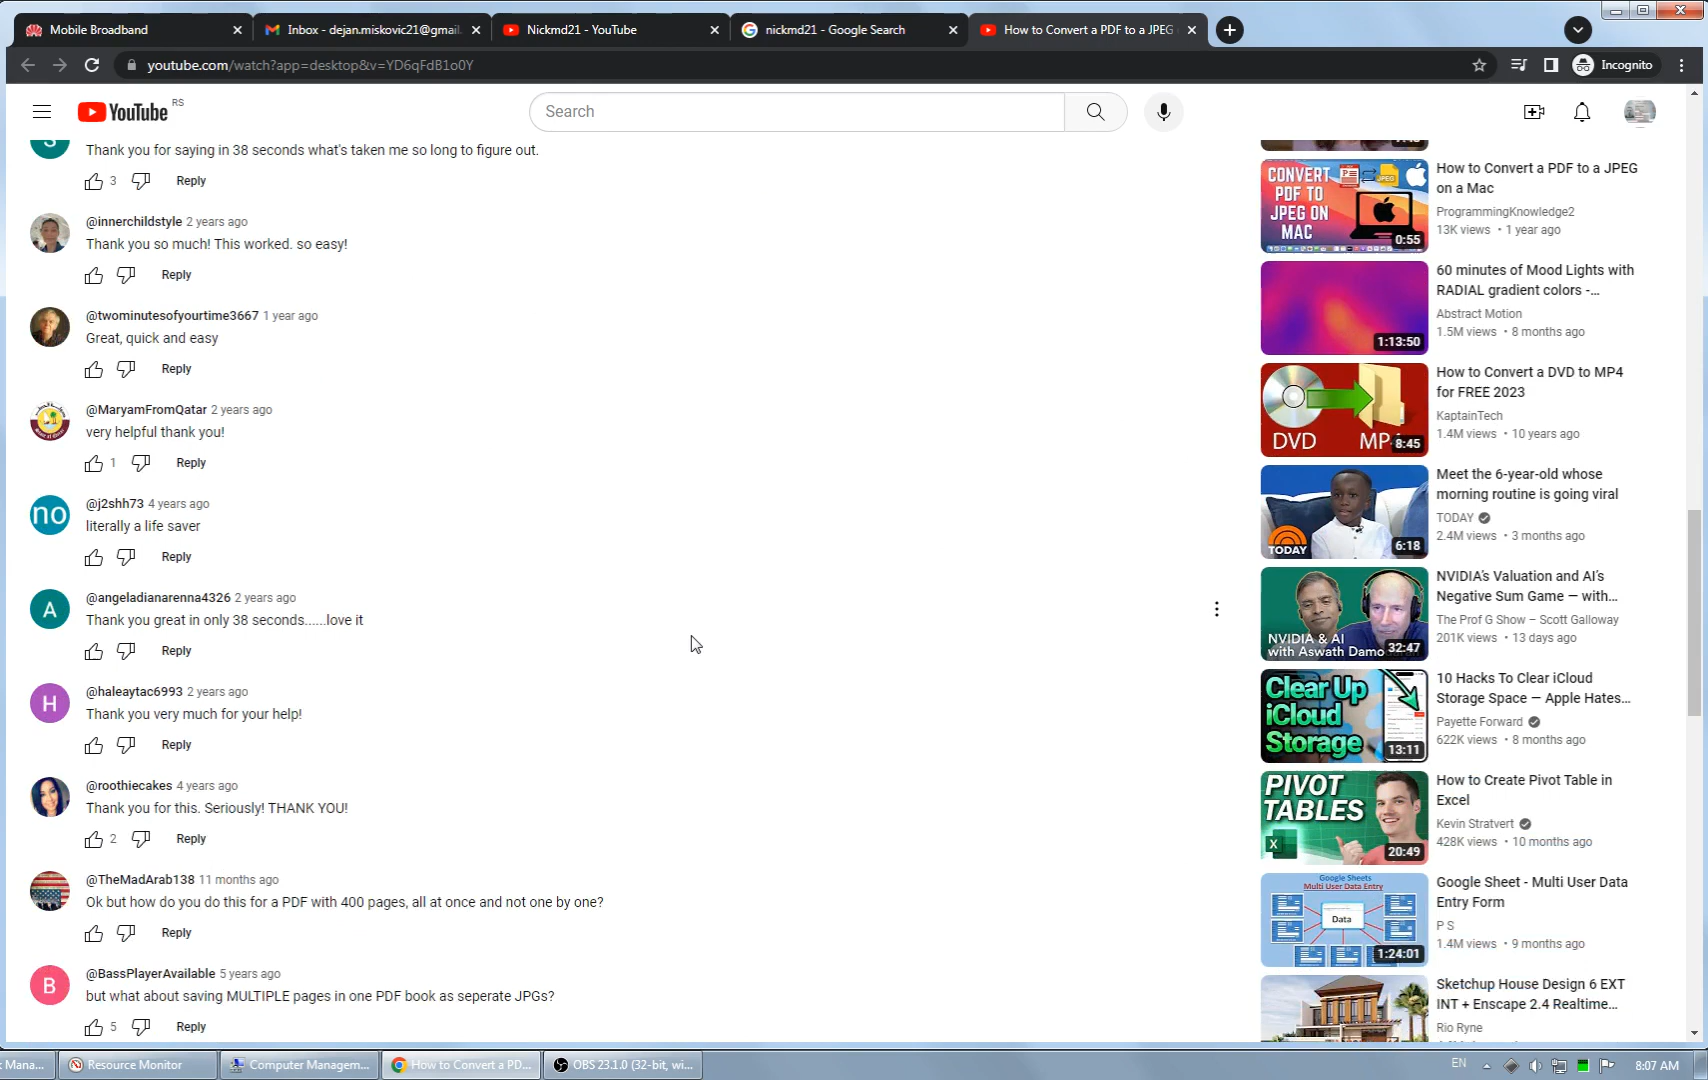 Mobile Broadband
Inbox - dejan.miskovic21@gmail.
Nickmd21 - YouTube
nickmd21 - Google Search
How to Convert a PDF to a JPEG
youtube.com/watch?app=desktop&v=YD6qFdB1o0Y
Incognito
YouTube RS
Search
Thank you for saying in 38 seconds what's taken me so long to figure out.
3 Reply
@innerchildstyle 2 years ago
Thank you so much! This worked. so easy!
Reply
@twominutesofyourtime3667 1 year ago
Great, quick and easy
Reply
@MaryamFromQatar 2 years ago
very helpful thank you!
1 Reply
no
@j2shh73 4 years ago
literally a life saver
Reply
A
@angeladianarenna4326 2 years ago
Thank you great in only 38 seconds......love it
Reply
H
@haleaytac6993 2 years ago
Thank you very much for your help!
Reply
@roothiecakes 4 years ago
Thank you for this. Seriously! THANK YOU!
2 Reply
@TheMadArab138 11 months ago
Ok but how do you do this for a PDF with 400 pages, all at once and not one by one?
Reply
B
@BassPlayerAvailable 5 years ago
but what about saving MULTIPLE pages in one PDF book as seperate JPGs?
5 Reply
CONVERT
PDF TO
JPEG ON
MAC
0:55
How to Convert a PDF to a JPEG
on a Mac
ProgrammingKnowledge2
13K views • 1 year ago
1:13:50
60 minutes of Mood Lights with
RADIAL gradient colors -...
Abstract Motion
1.5M views • 8 months ago
DVD
8:45
How to Convert a DVD to MP4
for FREE 2023
KaptainTech
1.4M views • 10 years ago
TODAY
6:18
Meet the 6-year-old whose
morning routine is going viral
TODAY
2.4M views • 3 months ago
NVIDIA & AI
with Aswath
32:47
NVIDIA's Valuation and AI's
Negative Sum Game — with...
The Prof G Show – Scott Galloway
201K views • 13 days ago
Clear Up
iCloud
Storage
13:11
10 Hacks To Clear iCloud
Storage Space — Apple Hates...
Payette Forward
622K views • 8 months ago
PIVOT
TABLES
X
20:49
How to Create Pivot Table in
Excel
Kevin Stratvert
428K views • 10 months ago
Google Sheets
Multi User Data Entry
Data
1:24:01
Google Sheet - Multi User Data
Entry Form
P S
1.4M views • 9 months ago
Sketchup House Design 6 EXT
INT + Enscape 2.4 Realtime...
Rio Ryne
Mana...
Resource Monitor
Computer Managem...
How to Convert a PD...
OBS 23.1.0 (32-bit, wi...
EN
8:07 AM